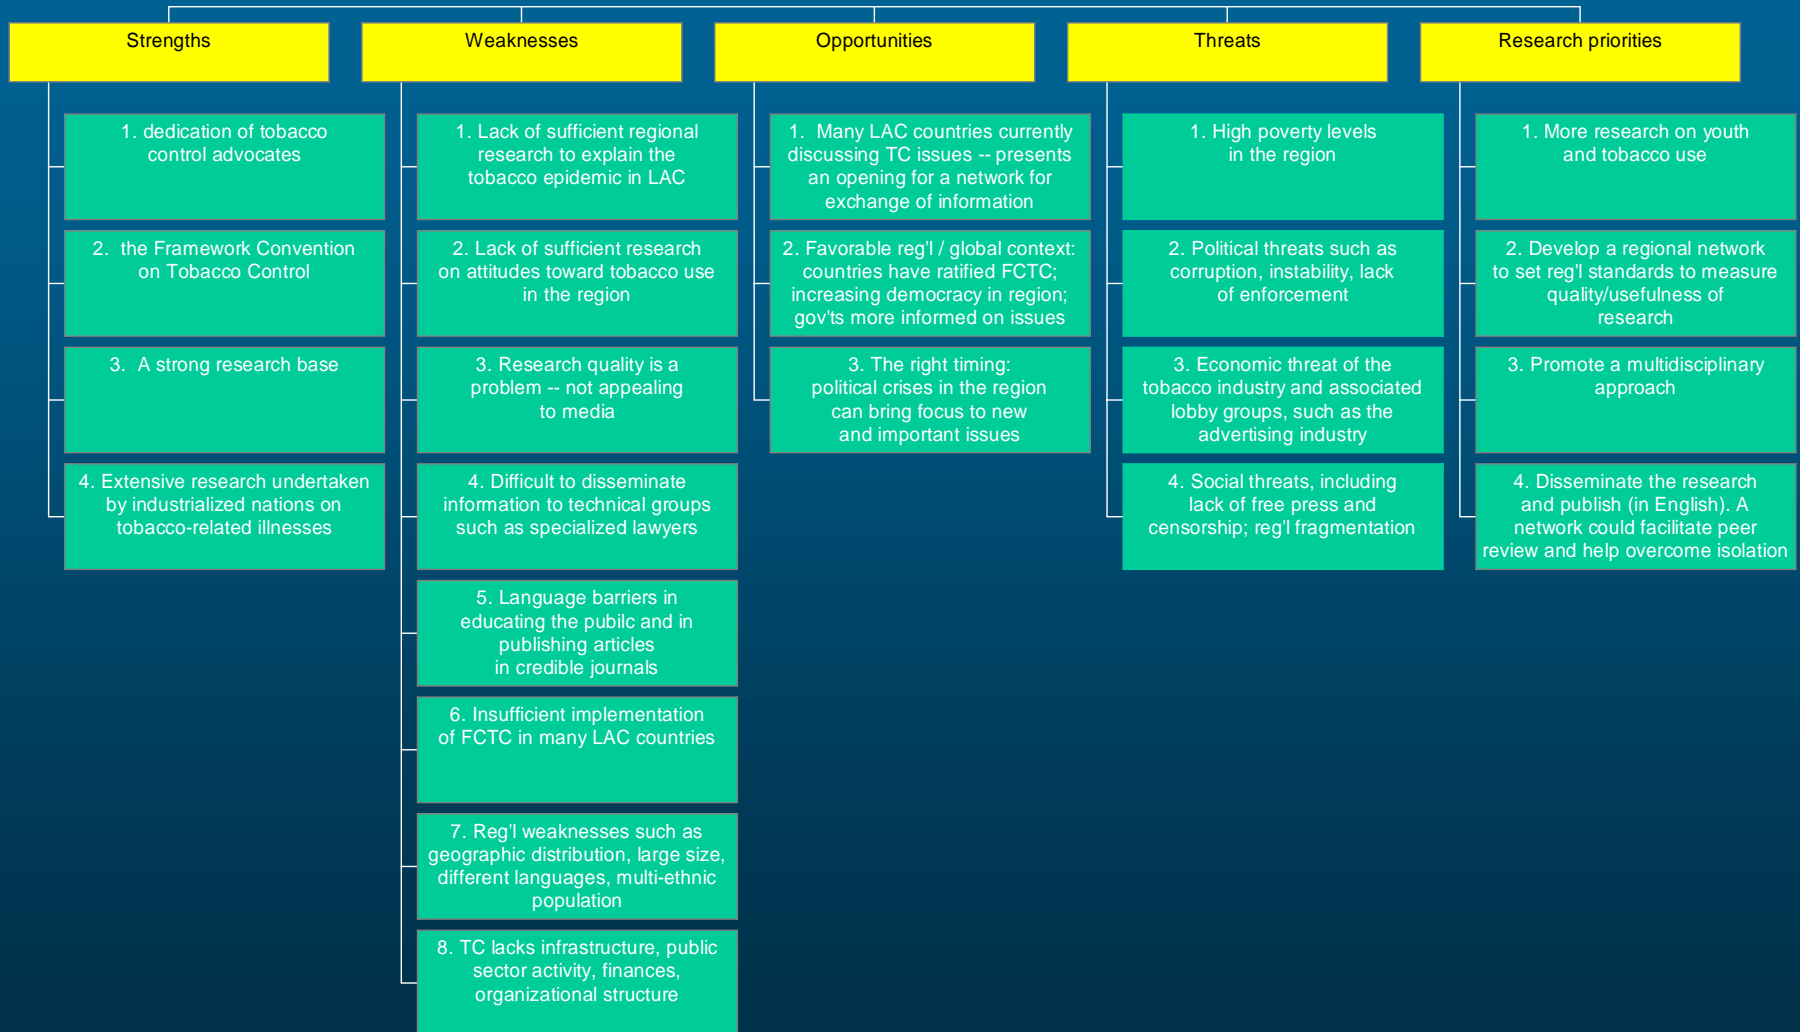 Strengths
1. dedication of tobacco
control advocates
2. the Framework Convention
on Tobacco Control
3. A strong research base
4. Extensive research undertaken
by industrialized nations on
tobacco-related illnesses
Weaknesses
1. Lack of sufficient regional
research to explain the
tobacco epidemic in LAC
2. Lack of sufficient research
on attitudes toward tobacco use
in the region
3. Research quality is a
problem -- not appealing
to media
4. Difficult to disseminate
information to technical groups
such as specialized lawyers
5. Language barriers in
educating the pubilc and in
publishing articles
in credible journals
6. Insufficient implementation
of FCTC in many LAC countries
7. Reg'l weaknesses such as
geographic distribution, large size,
different languages, multi-ethnic
population
8. TC lacks infrastructure, public
sector activity, finances,
organizational structure
Opportunities
1. Many LAC countries currently
discussing TC issues -- presents
an opening for a network for
exchange of information
2. Favorable reg'l / global context:
countries have ratified FCTC;
increasing democracy in region;
gov'ts more informed on issues
3. The right timing:
political crises in the region
can bring focus to new
and important issues
Threats
1. High poverty levels
in the region
2. Political threats such as
corruption, instability, lack
of enforcement
3. Economic threat of the
tobacco industry and associated
lobby groups, such as the
advertising industry
4. Social threats, including
lack of free press and
censorship; reg'l fragmentation
Research priorities
1. More research on youth
and tobacco use
2. Develop a regional network
to set reg'l standards to measure
quality/usefulness of
research
3. Promote a multidisciplinary
approach
4. Disseminate the research
and publish (in English). A
network could facilitate peer
review and help overcome isolation